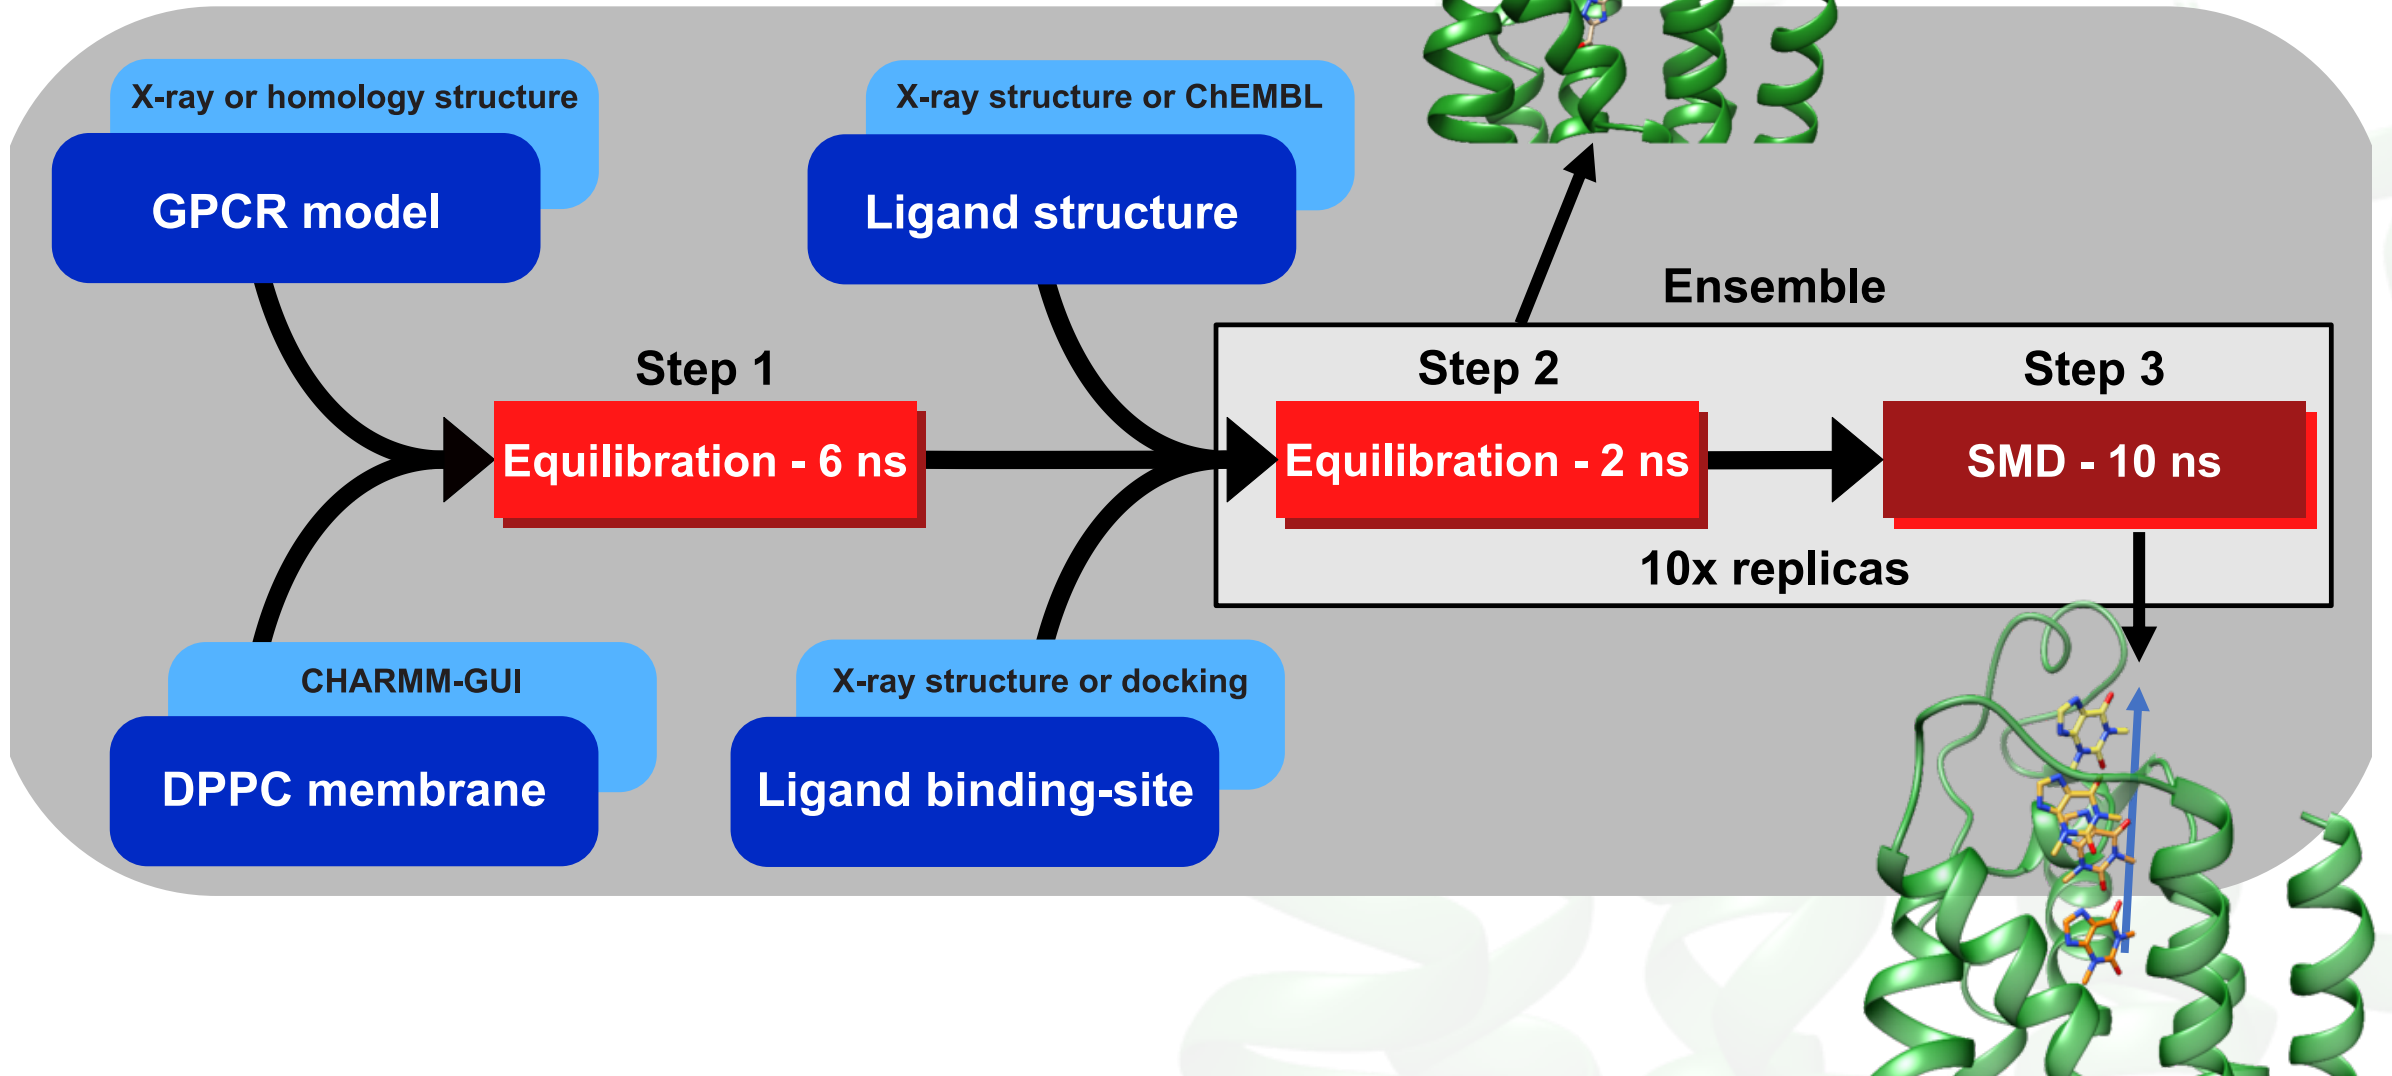 X-ray or homology structure
GPCR model
X-ray structure or ChEMBL
Ligand structure
Ensemble
Step 1
Equilibration - 6 ns
Step 2
Equilibration - 2 ns
Step 3
SMD - 10 ns
10x replicas
CHARMM-GUI
DPPC membrane
X-ray structure or docking
Ligand binding-site